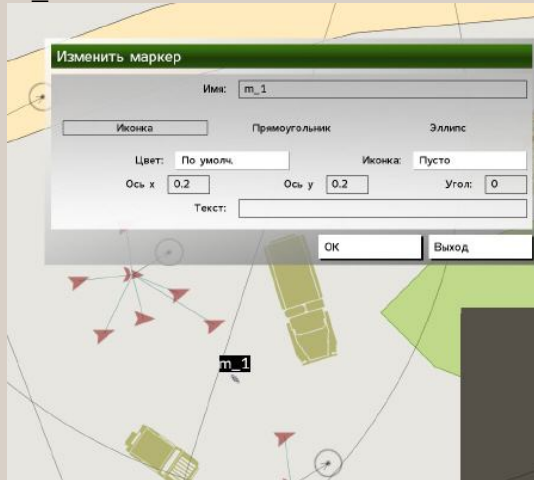 Изменить маркер
Имя: m_1
Иконка Прямоугольник Эллипс
Цвет: По умолч. Иконка: Пусто
Ось x 0.2 Ось y 0.2 Угол: 0
Текст:
OK Выход
m_1